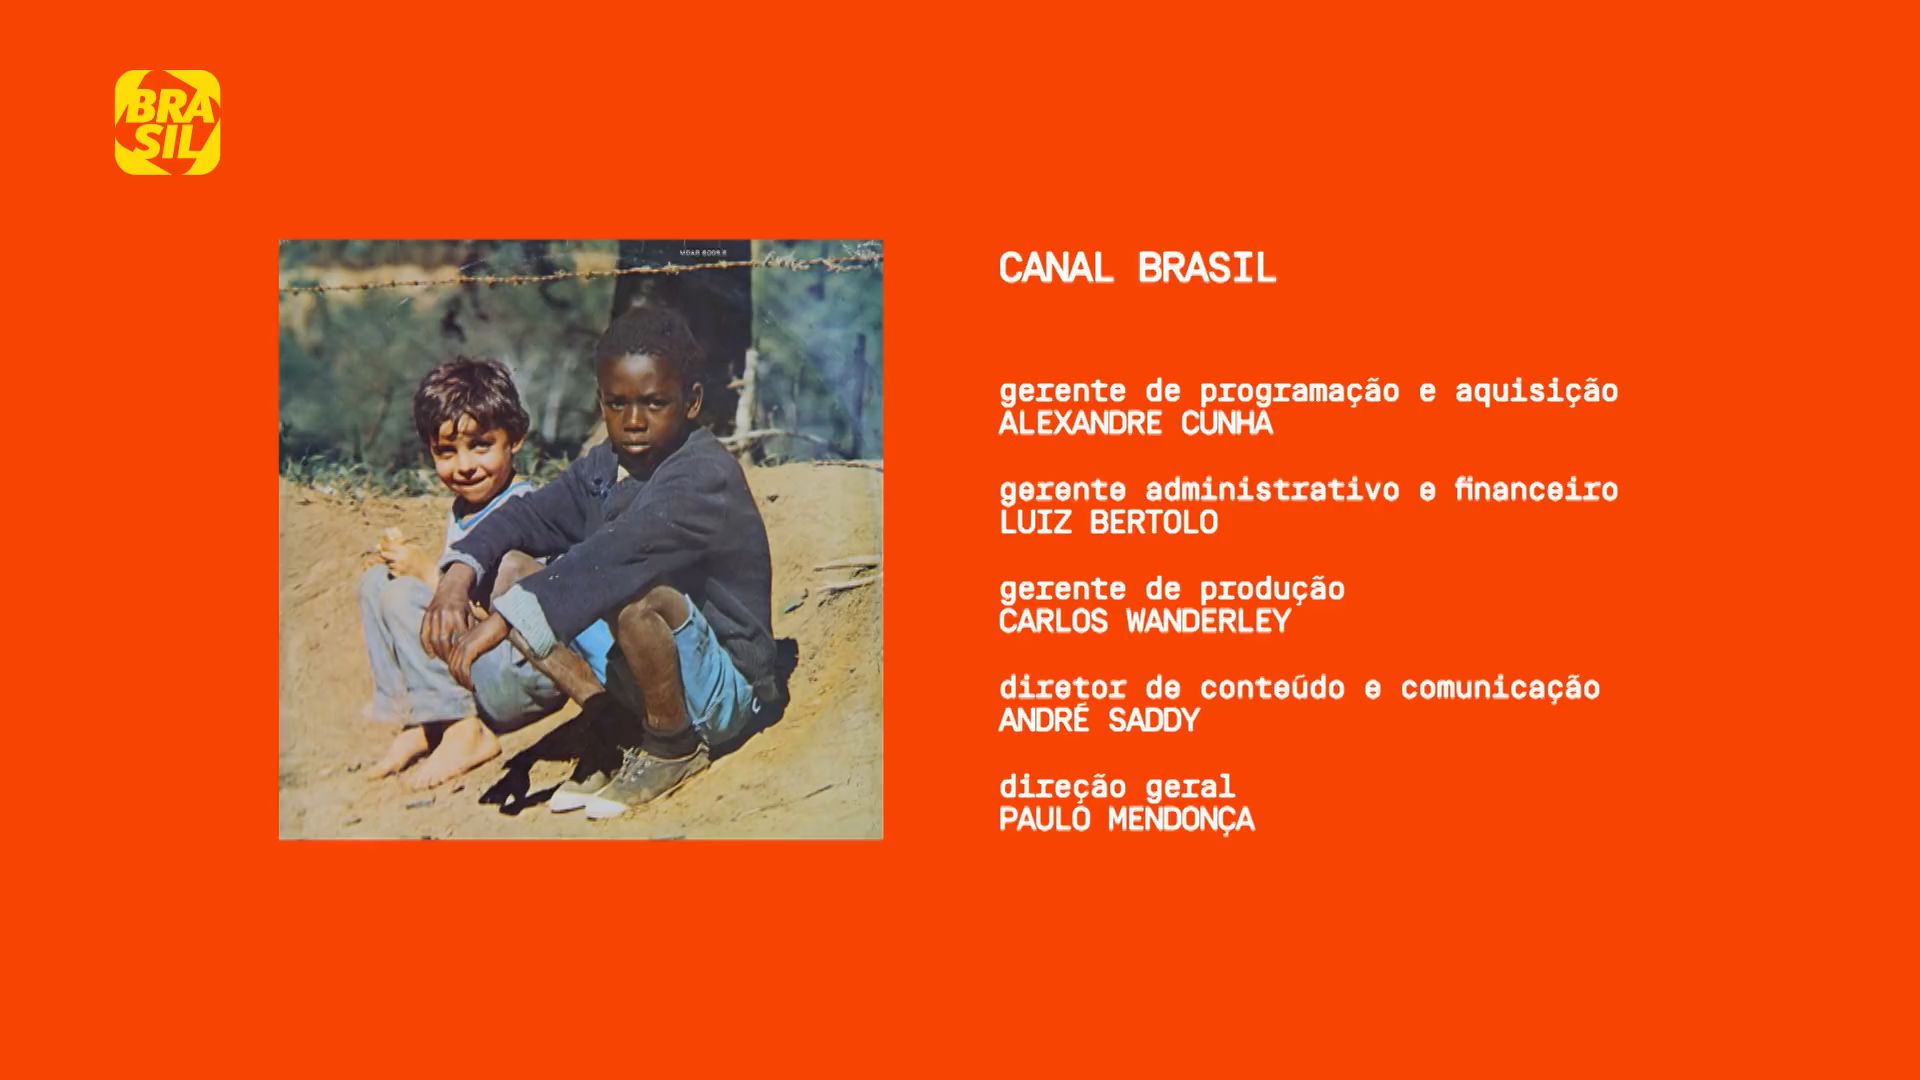 BRA
SIL
CANAL BRASIL
gerente de programação e aquisição
ALEXANDRE CUNHA
gerente administrativo e financeiro
LUIZ BERTOLO
gerente de produção
CARLOS WANDERLEY
diretor de conteúdo e comunicação
ANDRÉ SADDY
direção geral
PAULO MENDONÇA